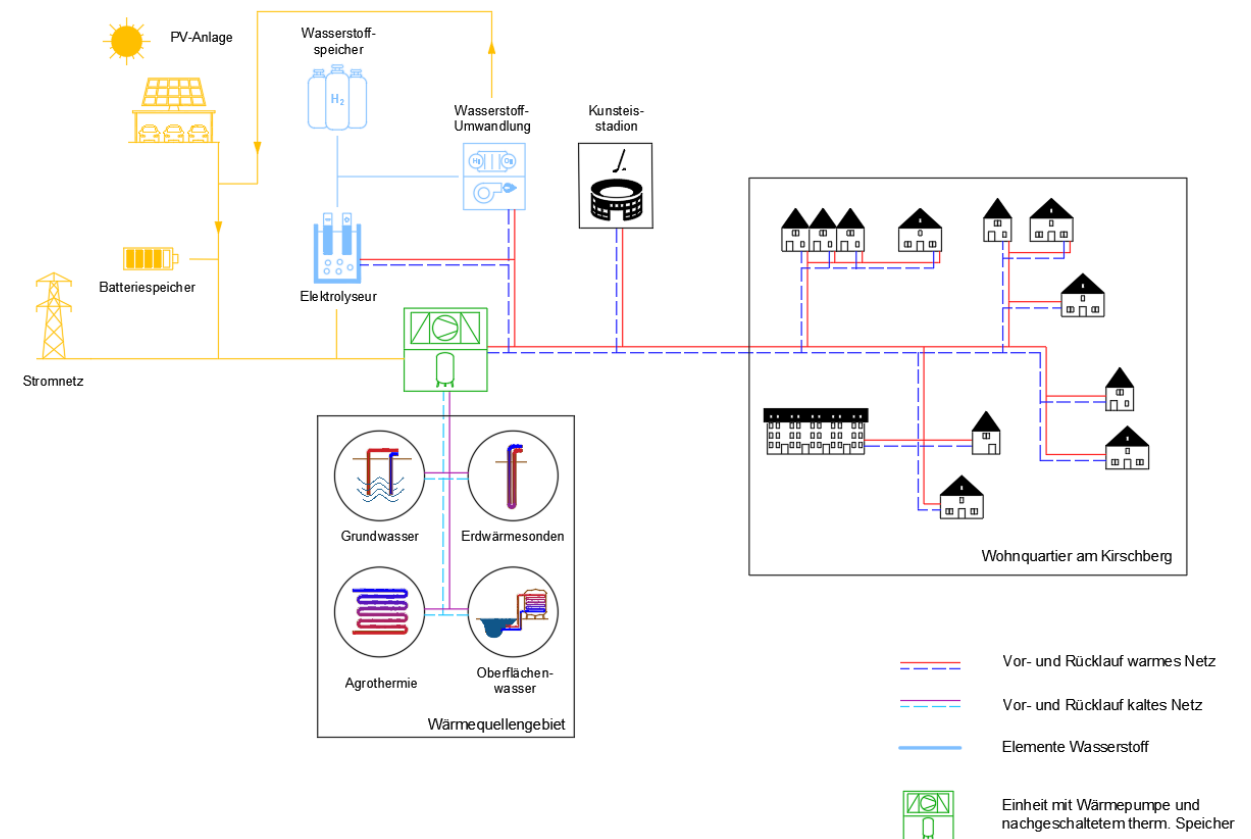 PV-Anlage
Wasserstoff-
speicher
H2
Wasserstoff-
Umwandlung
Kunsteis-
stadion
Batteriespeicher
Elektrolyseur
Stromnetz
Grundwasser
Erdwärmesonden
Agrothermie
Oberflächen-
wasser
Wärmequellengebiet
Wohnquartier am Kirschberg
Vor- und Rücklauf warmes Netz
Vor- und Rücklauf kaltes Netz
Elemente Wasserstoff
Einheit mit Wärmepumpe und
nachgeschaltetem therm. Speicher